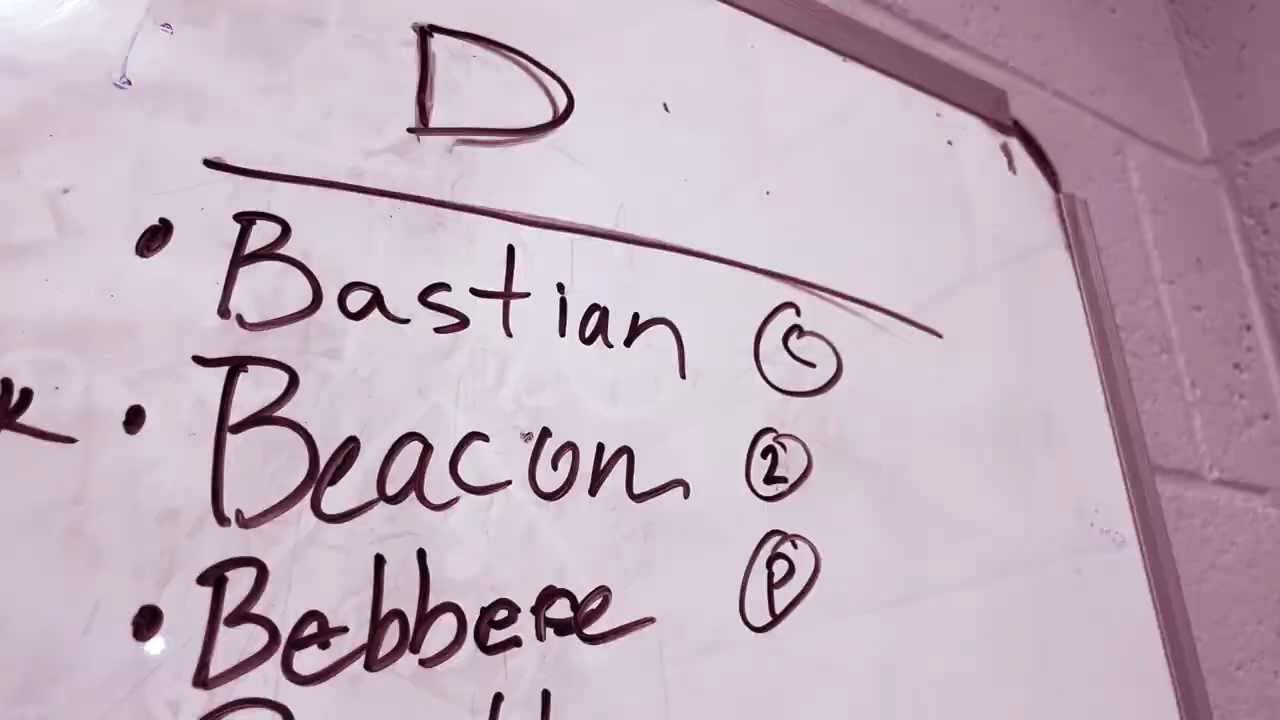 D
• Bastian Ⓒ
• Beacon ②
• Bebbere Ⓟ